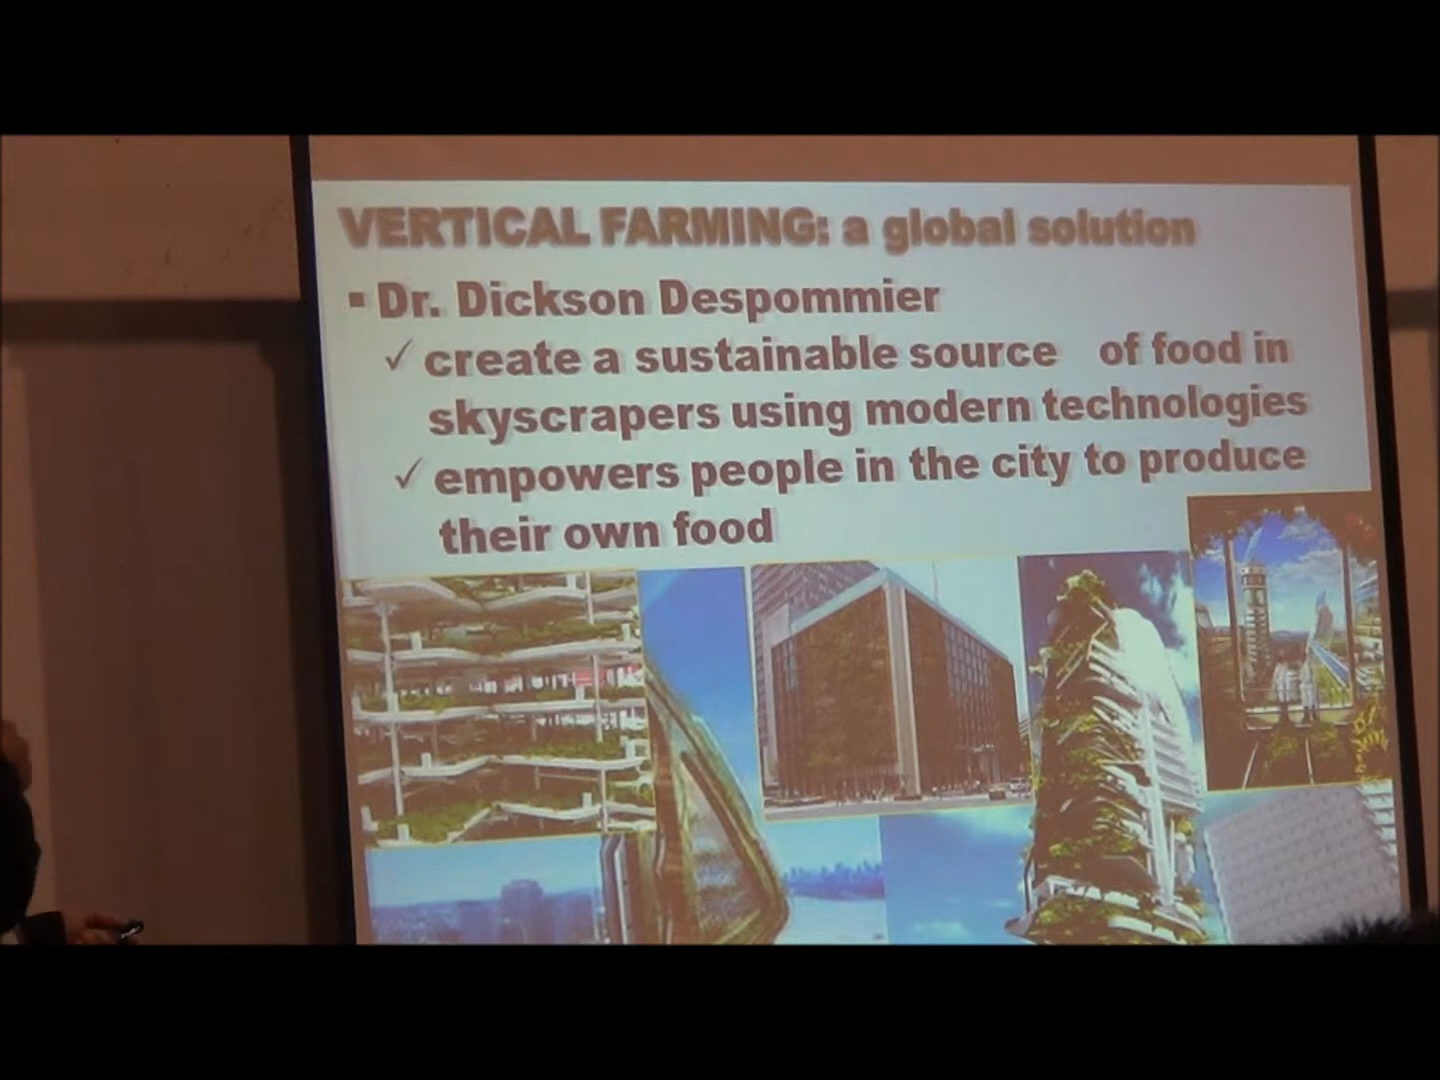 VERTICAL FARMING: a global solution
▪ Dr. Dickson Despommier
✓ create a sustainable source of food in
skyscrapers using modern technologies
✓ empowers people in the city to produce
their own food